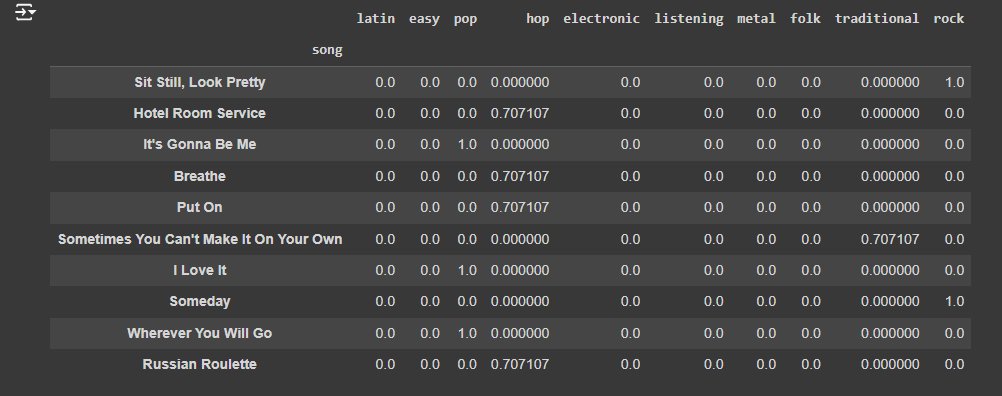 latin easy pop hop electronic listening metal folk traditional rock
song
Sit Still, Look Pretty 0.0 0.0 0.0 0.000000 0.0 0.0 0.0 0.0 0.000000 1.0
Hotel Room Service 0.0 0.0 0.0 0.707107 0.0 0.0 0.0 0.0 0.000000 0.0
It's Gonna Be Me 0.0 0.0 1.0 0.000000 0.0 0.0 0.0 0.0 0.000000 0.0
Breathe 0.0 0.0 0.0 0.707107 0.0 0.0 0.0 0.0 0.000000 0.0
Put On 0.0 0.0 0.0 0.707107 0.0 0.0 0.0 0.0 0.000000 0.0
Sometimes You Can't Make It On Your Own 0.0 0.0 0.0 0.000000 0.0 0.0 0.0 0.0 0.707107 0.0
I Love It 0.0 0.0 1.0 0.000000 0.0 0.0 0.0 0.0 0.000000 0.0
Someday 0.0 0.0 0.0 0.000000 0.0 0.0 0.0 0.0 0.000000 1.0
Wherever You Will Go 0.0 0.0 1.0 0.000000 0.0 0.0 0.0 0.0 0.000000 0.0
Russian Roulette 0.0 0.0 0.0 0.707107 0.0 0.0 0.0 0.0 0.000000 0.0